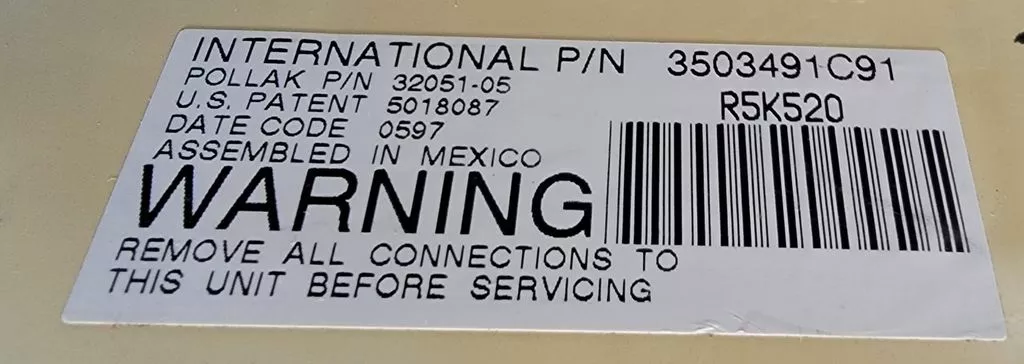 INTERNATIONAL P/N 3503491C91
POLLAK P/N 32051-05
R5K520
U.S. PATENT 5018087
DATE CODE 0597
ASSEMBLED IN MEXICO
WARNING
REMOVE ALL CONNECTIONS TO
THIS UNIT BEFORE SERVICING